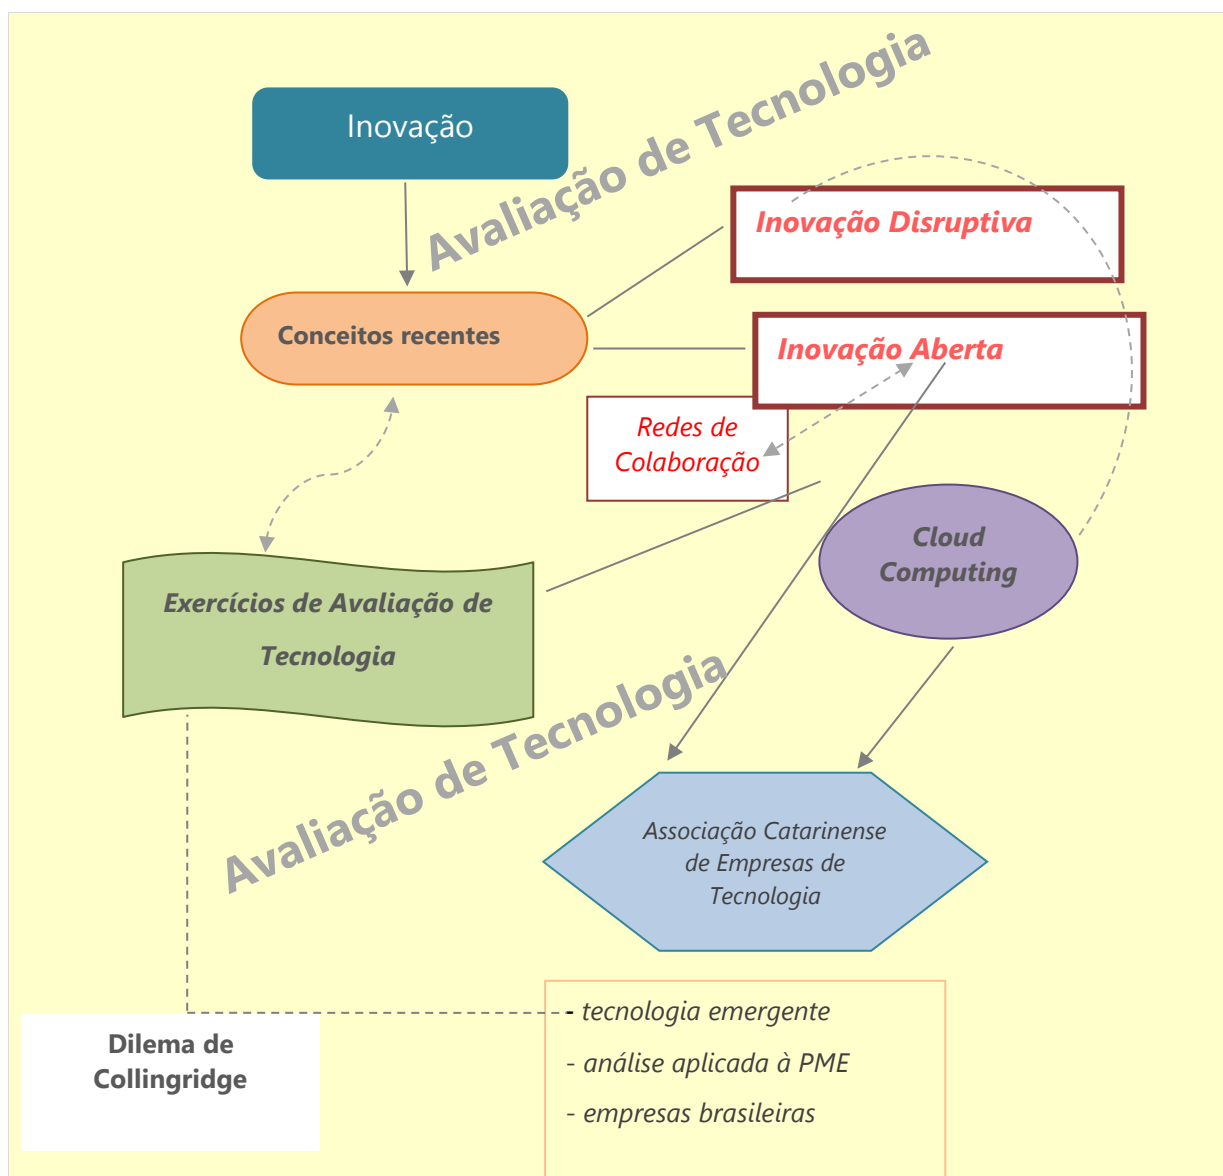 Avaliação de Tecnologia
Inovação
Inovação Disruptiva
Conceitos recentes
Inovação Aberta
Redes de
Colaboração
Cloud
Computing
Exercícios de Avaliação de
Tecnologia
Avaliação de Tecnologia
Associação Catarinense
de Empresas de
Tecnologia
- tecnologia emergente
- análise aplicada à PME
- empresas brasileiras
Dilema de
Collingridge